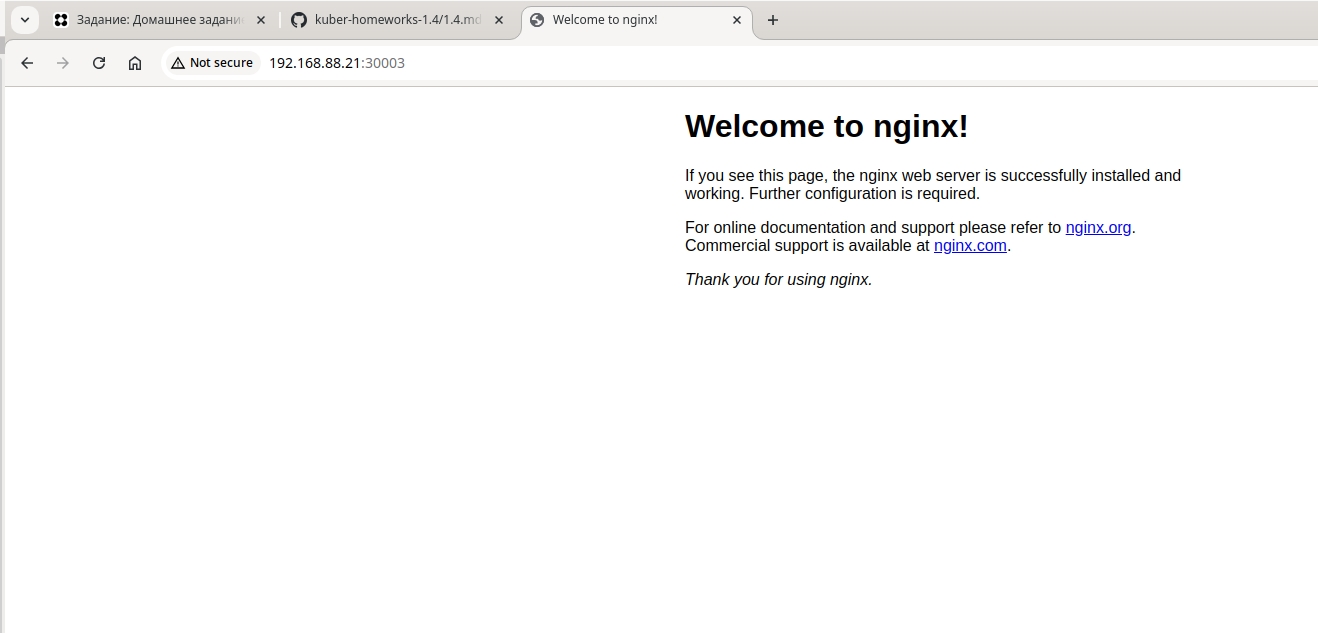 Задание: Домашнее задани
kuber-homeworks-1.4/1.4.md
Welcome to nginx!
Not secure
192.168.88.21:30003
Welcome to nginx!
If you see this page, the nginx web server is successfully installed and
working. Further configuration is required.
For online documentation and support please refer to nginx.org.
Commercial support is available at nginx.com.
Thank you for using nginx.